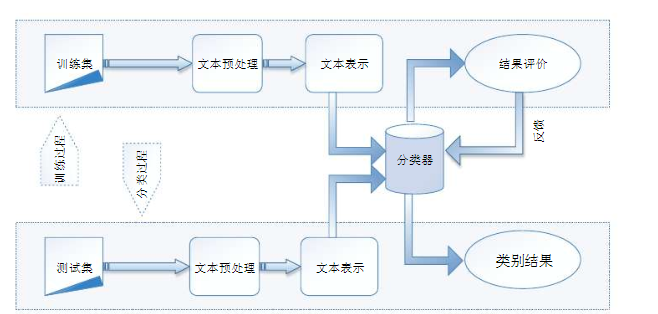 训练集
文本预处理
文本表示
结果评价
反馈
训练过程
分类过程
分类器
测试集
文本预处理
文本表示
类别结果